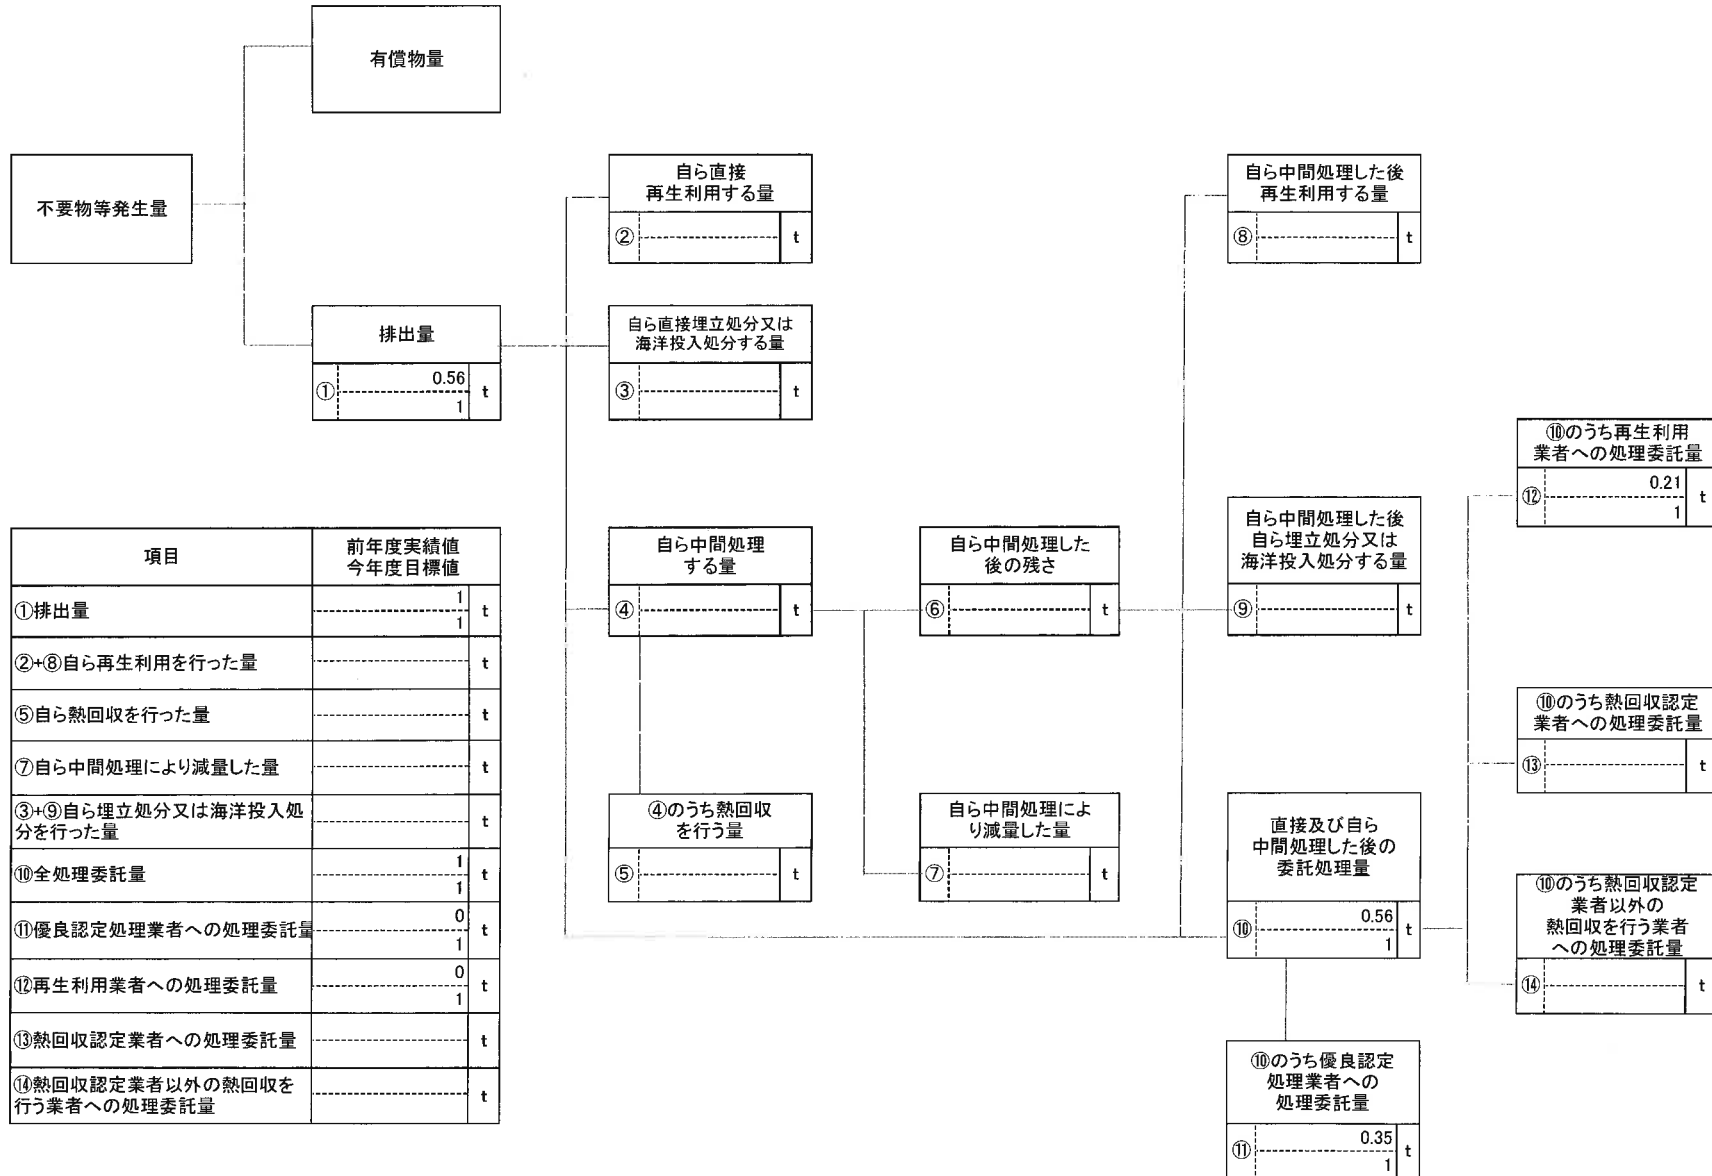 有償物量
不要物等発生量
排出量
①
0.56
1
t
自ら直接
再生利用する量
②
t
自ら直接埋立処分又は
海洋投入処分する量
③
t
自ら中間処理
する量
④
t
④のうち熱回収
を行う量
⑤
t
自ら中間処理した
後の残さ
⑥
t
自ら中間処理によ
り減量した量
⑦
t
自ら中間処理した後
再生利用する量
⑧
t
自ら中間処理した後
自ら埋立処分又は
海洋投入処分する量
⑨
t
直接及び自ら
中間処理した後の
委託処理量
⑩
0.56
1
t
⑩のうち優良認定
処理業者への
処理委託量
⑪
0.35
1
t
⑩のうち再生利用
業者への処理委託量
⑫
0.21
1
t
⑩のうち熱回収認定
業者への処理委託量
⑬
t
⑩のうち熱回収認定
業者以外の
熱回収を行う業者
への処理委託量
⑭
t
項目
前年度実績値
今年度目標値
①排出量
1
1
t
②+⑧自ら再生利用を行った量
t
⑤自ら熱回収を行った量
t
⑦自ら中間処理により減量した量
t
③+⑨自ら埋立処分又は海洋投入処
分を行った量
t
⑩全処理委託量
1
1
t
⑪優良認定処理業者への処理委託量
0
1
t
⑫再生利用業者への処理委託量
0
1
t
⑬熱回収認定業者への処理委託量
t
⑭熱回収認定業者以外の熱回収を
行う業者への処理委託量
t